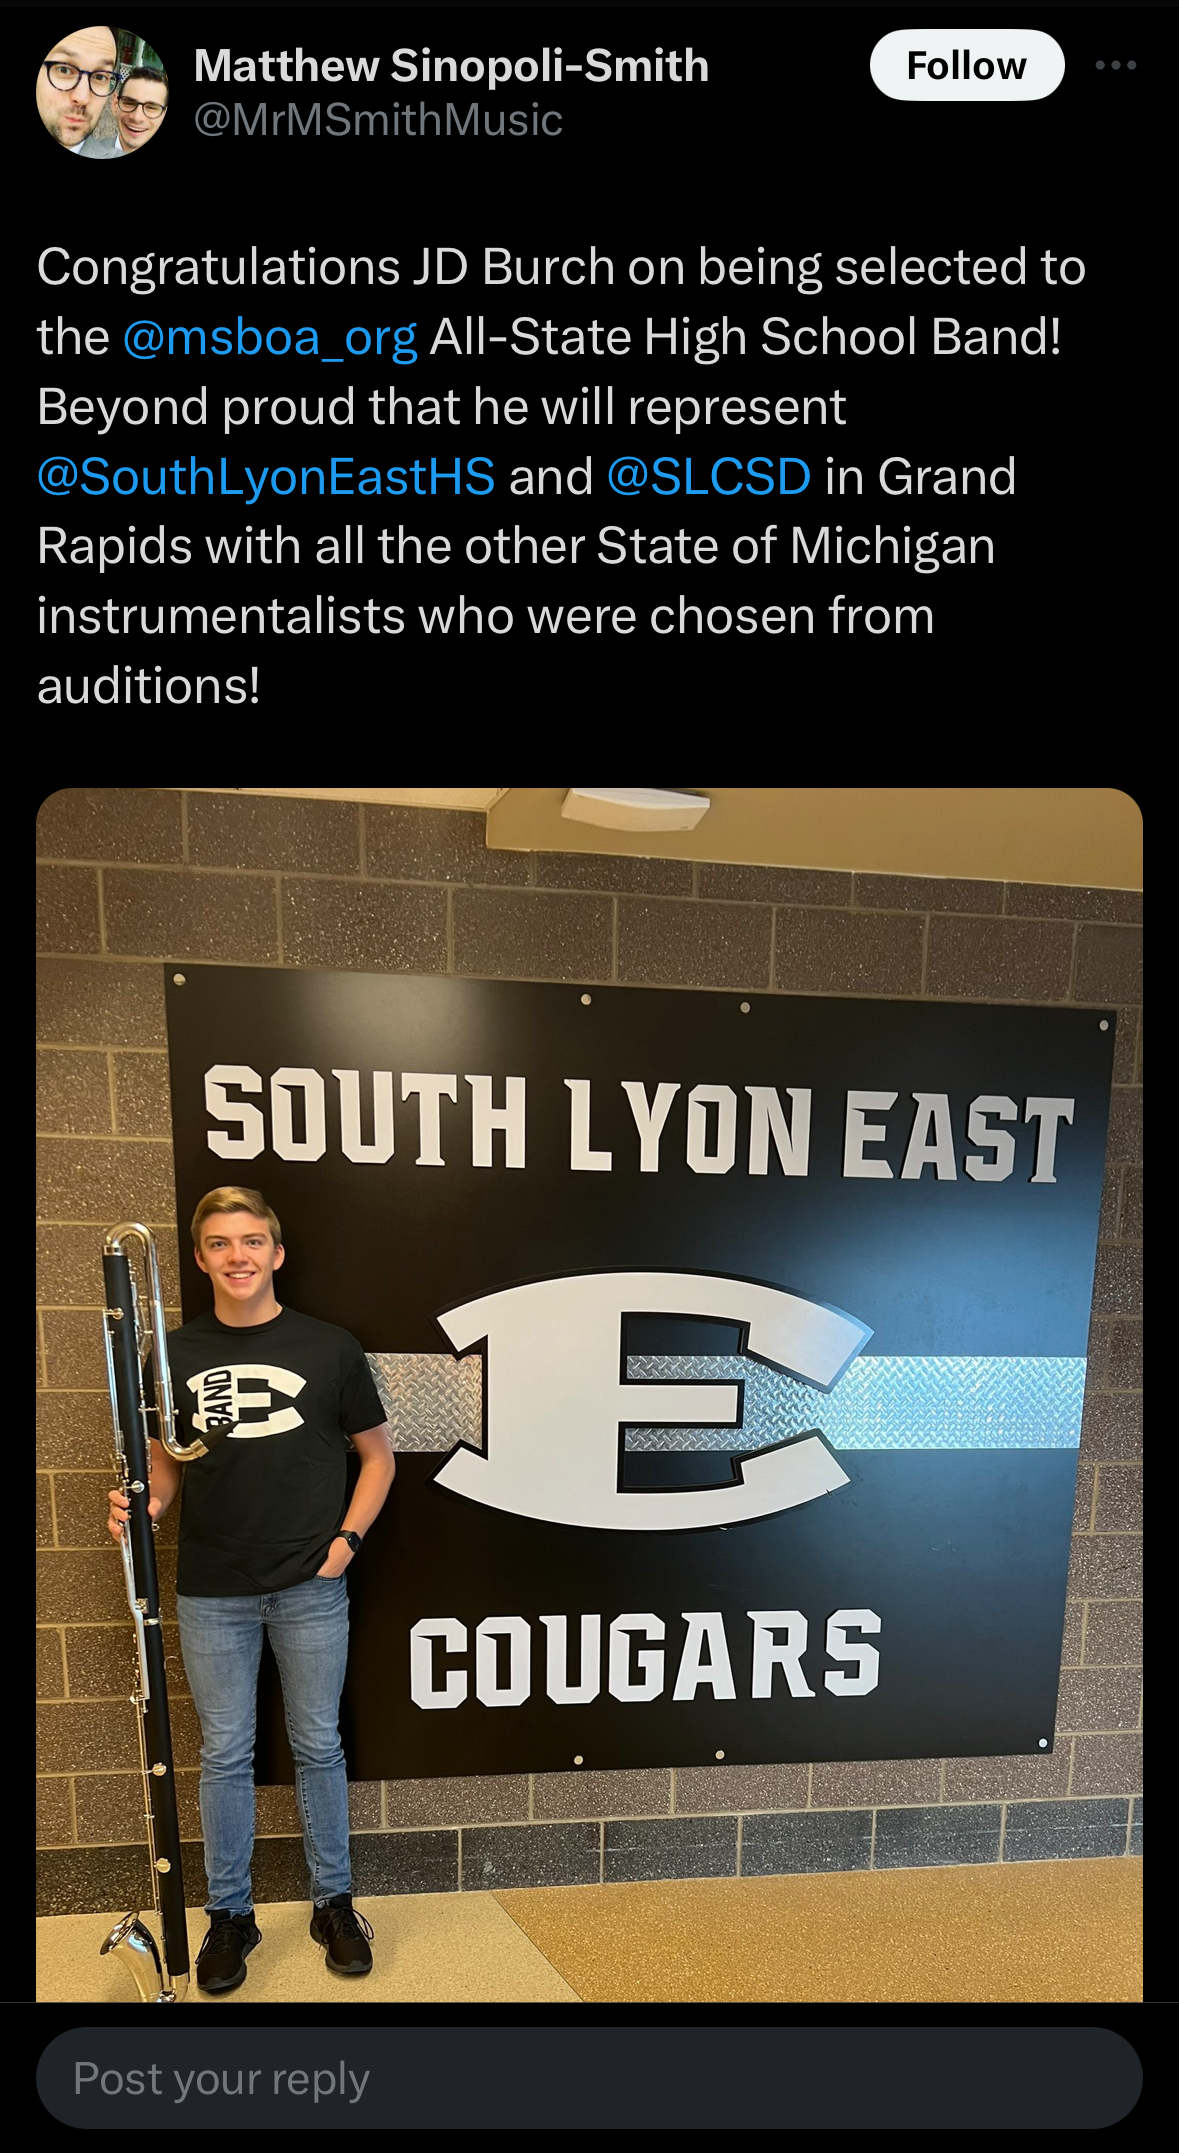 Matthew Sinopoli-Smith
@MrMSmithMusic
Follow
Congratulations JD Burch on being selected to
the @msboa_org All-State High School Band!
Beyond proud that he will represent
@SouthLyonEastHS and @SLCSD in Grand
Rapids with all the other State of Michigan
instrumentalists who were chosen from
auditions!
SOUTH LYON EAST
BAND
E
E
COUGARS
Post your reply